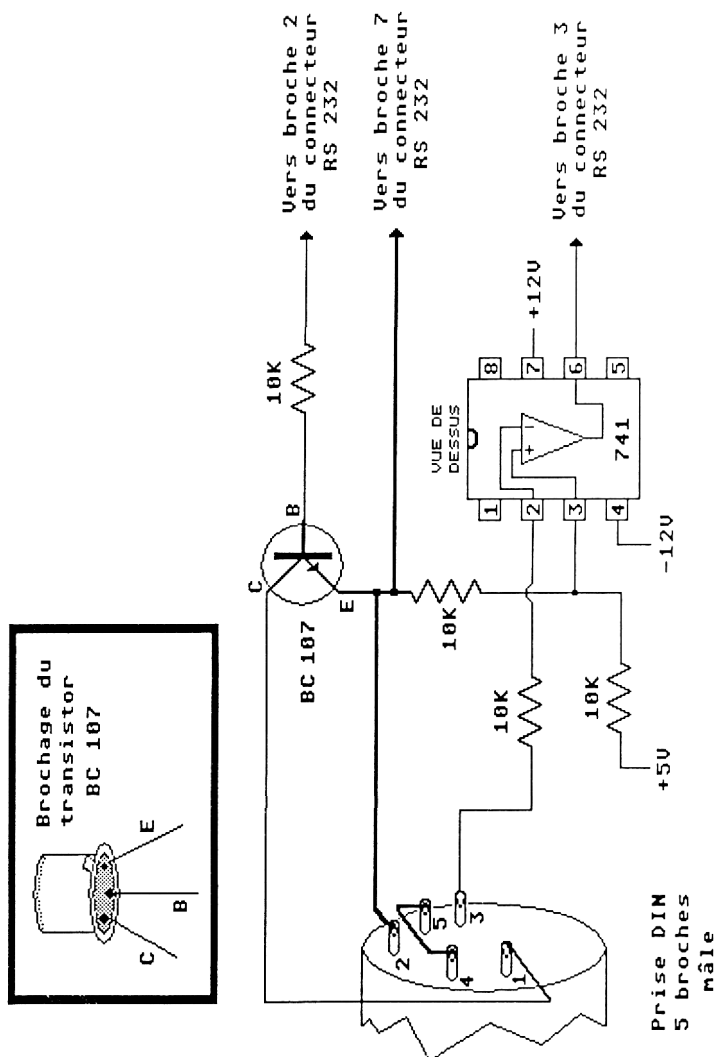 Brochage du
transistor
BC 107
C
B
E
C
B
E
BC 107
10K
Vers broche 2
du connecteur
RS 232
Vers broche 7
du connecteur
RS 232
10K
VUE DE
DESSUS
1
2
3
4
8
7
6
5
-
+
741
+12V
-12V
Vers broche 3
du connecteur
RS 232
10K
10K
+5V
2
5
4
3
1
Prise DIN
5 broches
mâle